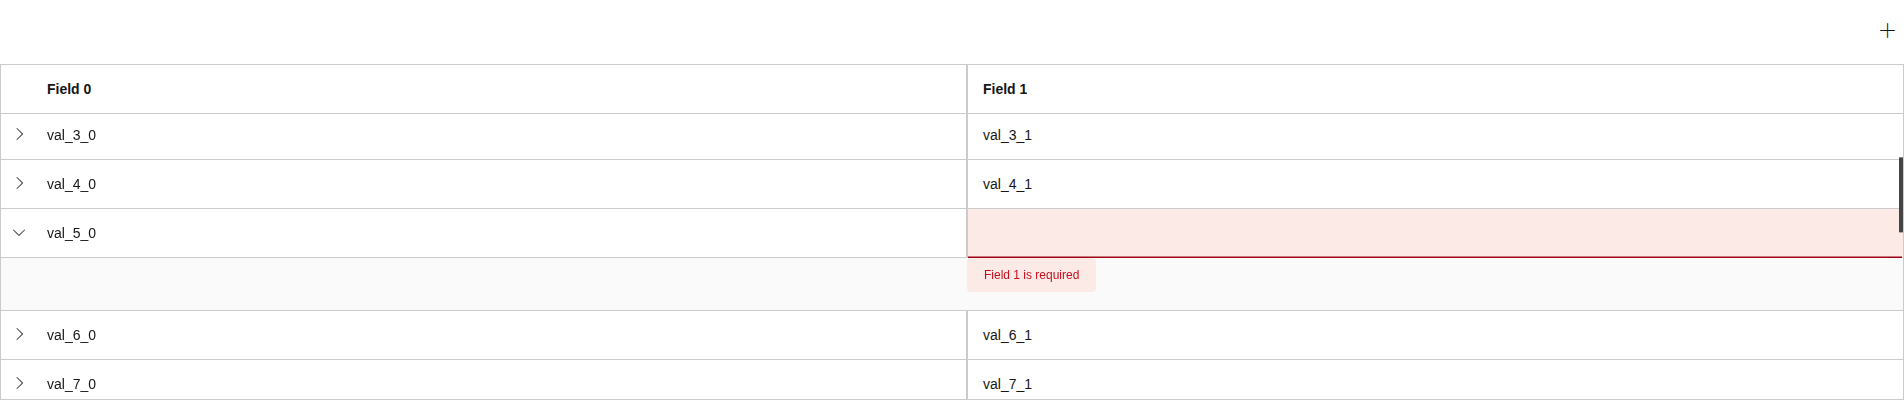 Field 0 Field 1
val_3_0 val_3_1
val_4_0 val_4_1
val_5_0
Field 1 is required
val_6_0 val_6_1
val_7_0 val_7_1